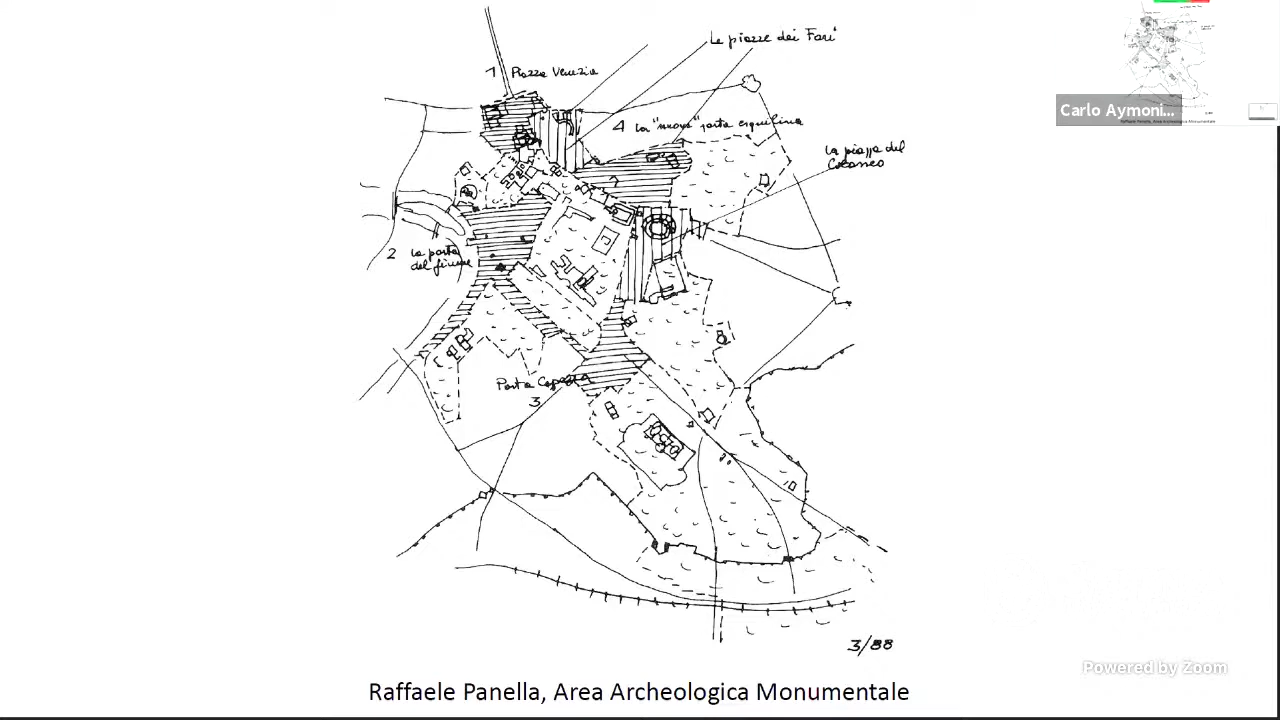 Le piazze dei Fori
1 Piazza Venezia
4 la "nuova" porta esquilina
La piazza del
Colosseo
2 la porta
del fiume
Porta Capena
3
3/88
Raffaele Panella, Area Archeologica Monumentale
Carlo Aymoni...
Powered by Zoom